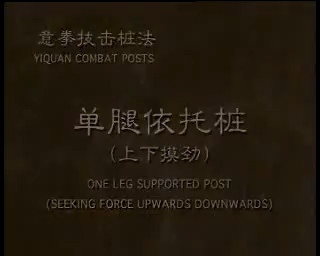 意拳技击桩法
YIQUAN COMBAT POSTS
单腿依托桩
(上下摸劲)
ONE LEG SUPPORTED POST
(SEEKING FORCE UPWARDS DOWNWARDS)